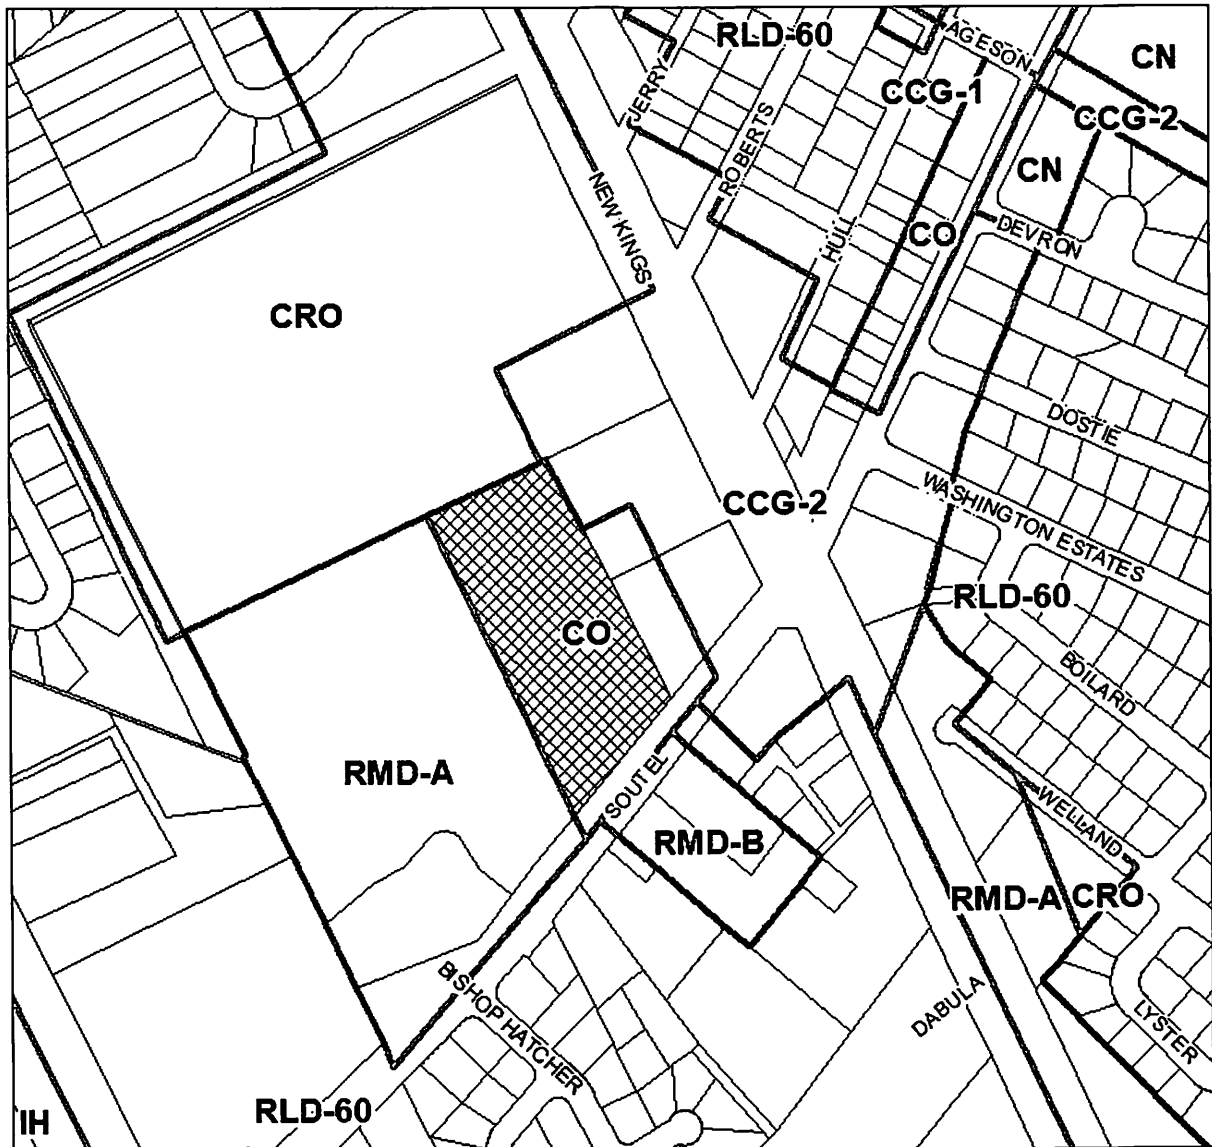 RLD-60
AGESON
CN
JERRY
CCG-1
CCG-2
ROBERTS
CN
NEW KINGS
HULL
CO
DEVRON
CRO
DOSTIE
CCG-2
WASHINGTON ESTATES
RLD-60
CO
BOILARD
RMD-A
SOUTEL
WELLAND
RMD-B
RMD-A
CRO
BISHOP HATCHER
DABULA
LYSTER
RLD-60
IH